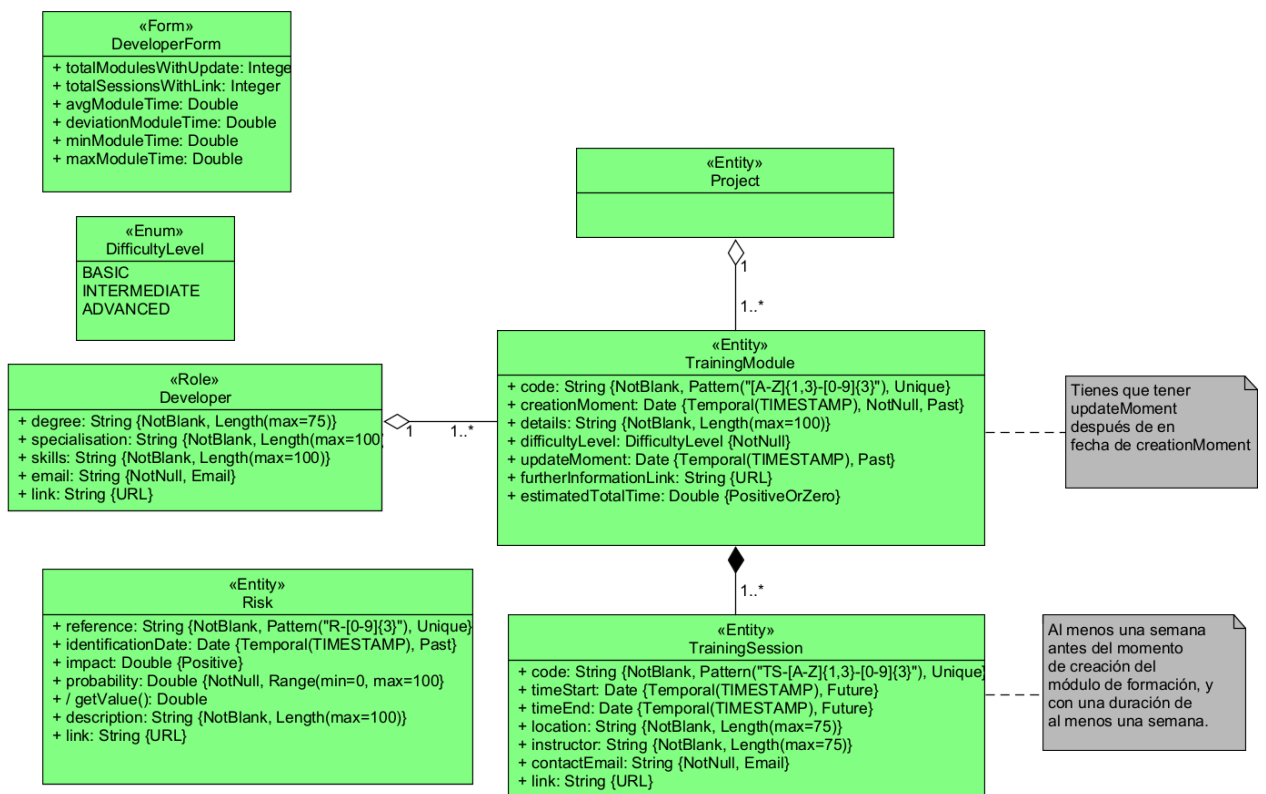 «Form»
DeveloperForm
+ totalModulesWithUpdate: Intege
+ totalSessionsWithLink: Integer
+ avgModuleTime: Double
+ deviationModuleTime: Double
+ minModuleTime: Double
+ maxModuleTime: Double
«Enum»
DifficultyLevel
BASIC
INTERMEDIATE
ADVANCED
«Entity»
Project
1
1..*
«Entity»
TrainingModule
+ code: String {NotBlank, Pattern("[A-Z]{1,3}-[0-9]{3}"), Unique}
+ creationMoment: Date {Temporal(TIMESTAMP), NotNull, Past}
+ details: String {NotBlank, Length(max=100)}
+ difficultyLevel: DifficultyLevel {NotNull}
+ updateMoment: Date {Temporal(TIMESTAMP), Past}
+ furtherInformationLink: String {URL}
+ estimatedTotalTime: Double {PositiveOrZero}
Tienes que tener
updateMoment
después de en
fecha de creationMoment
«Role»
Developer
+ degree: String {NotBlank, Length(max=75)}
+ specialisation: String {NotBlank, Length(max=100)
+ skills: String {NotBlank, Length(max=100)}
+ email: String {NotNull, Email}
+ link: String {URL}
1
1..*
1..*
«Entity»
Risk
+ reference: String {NotBlank, Pattern("R-[0-9]{3}"), Unique}
+ identificationDate: Date {Temporal(TIMESTAMP), Past}
+ impact: Double {Positive}
+ probability: Double {NotNull, Range(min=0, max=100}
+ / getValue(): Double
+ description: String {NotBlank, Length(max=100)}
+ link: String {URL}
«Entity»
TrainingSession
+ code: String {NotBlank, Pattern("TS-[A-Z]{1,3}-[0-9]{3}"), Unique}
+ timeStart: Date {Temporal(TIMESTAMP), Future}
+ timeEnd: Date {Temporal(TIMESTAMP), Future}
+ location: String {NotBlank, Length(max=75)}
+ instructor: String {NotBlank, Length(max=75)}
+ contactEmail: String {NotNull, Email}
+ link: String {URL}
Al menos una semana
antes del momento
de creación del
módulo de formación, y
con una duración de
al menos una semana.